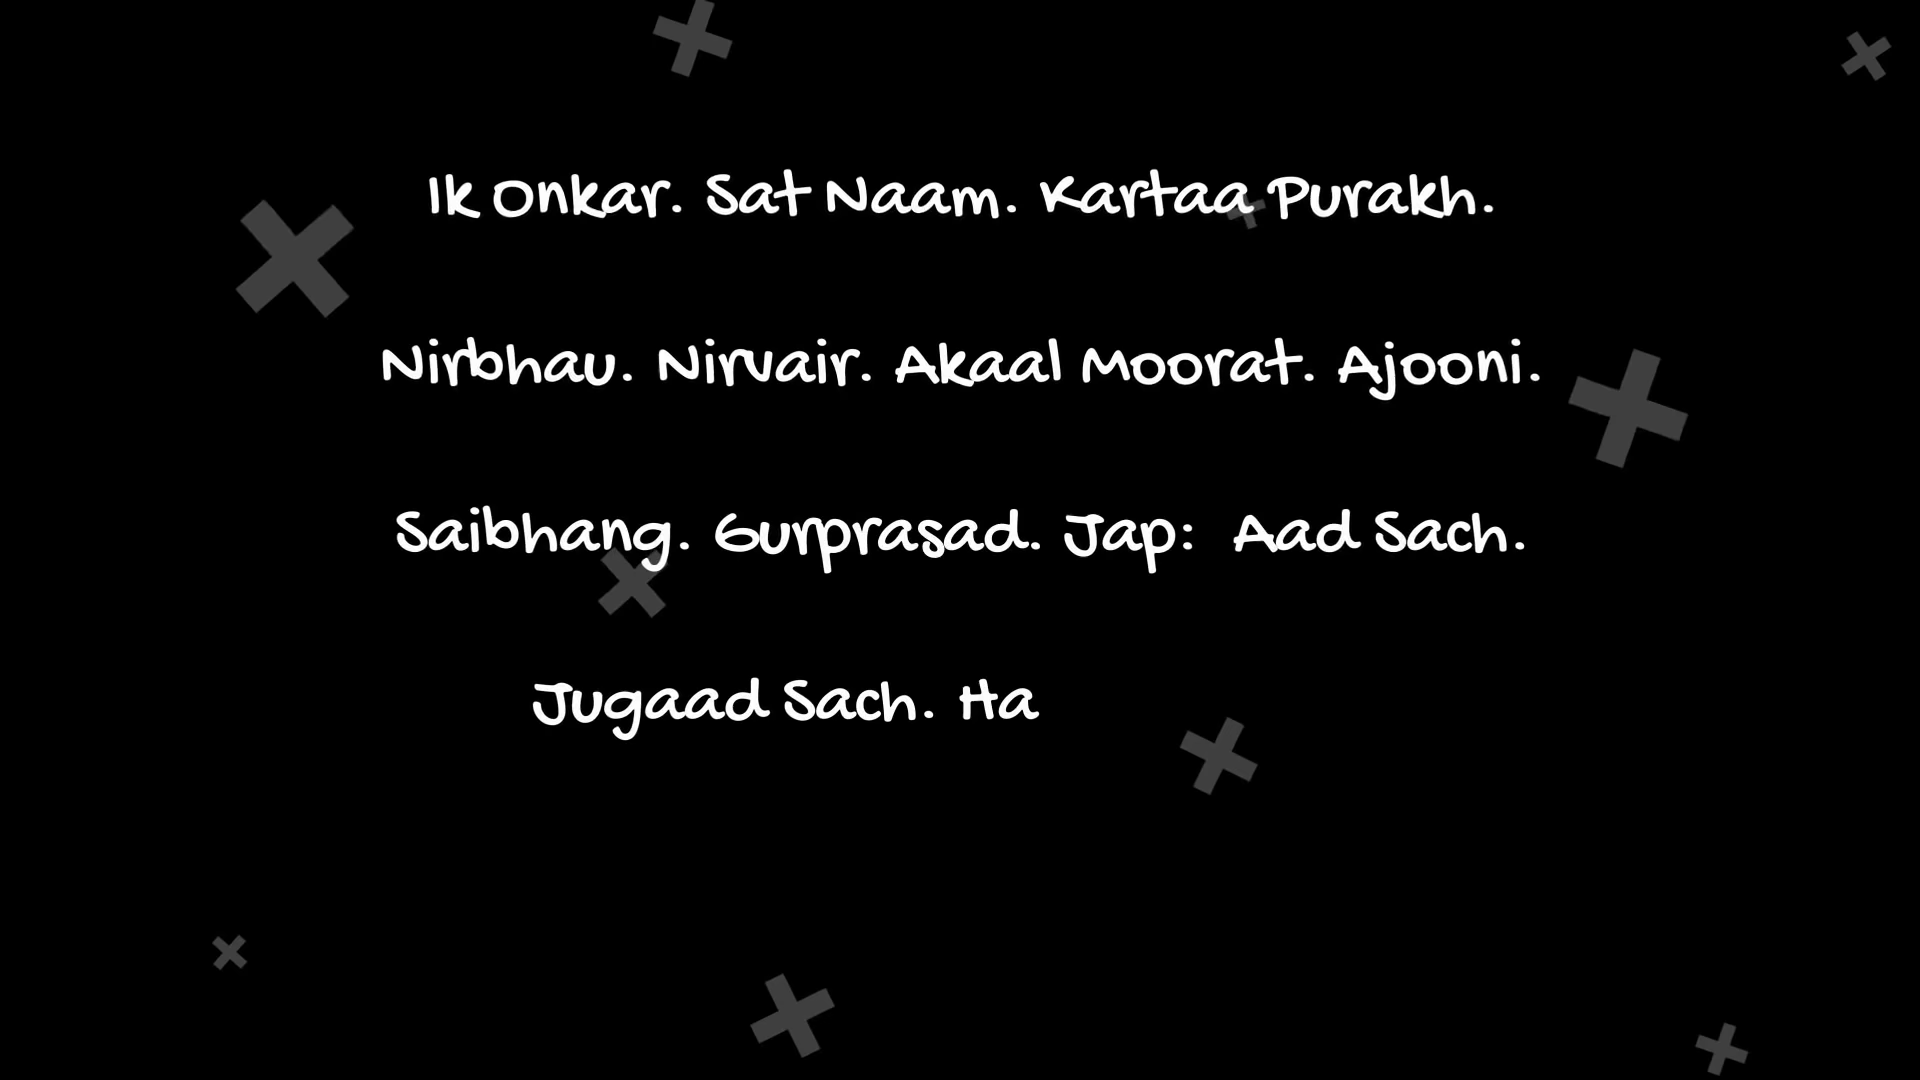 Ik Onkar. Sat Naam. Kartaa Purakh.
Nirbhau. Nirvair. Akaal Moorat. Ajooni.
Saibhang. Gurprasad. Jap: Aad Sach.
Jugaad Sach. Ha